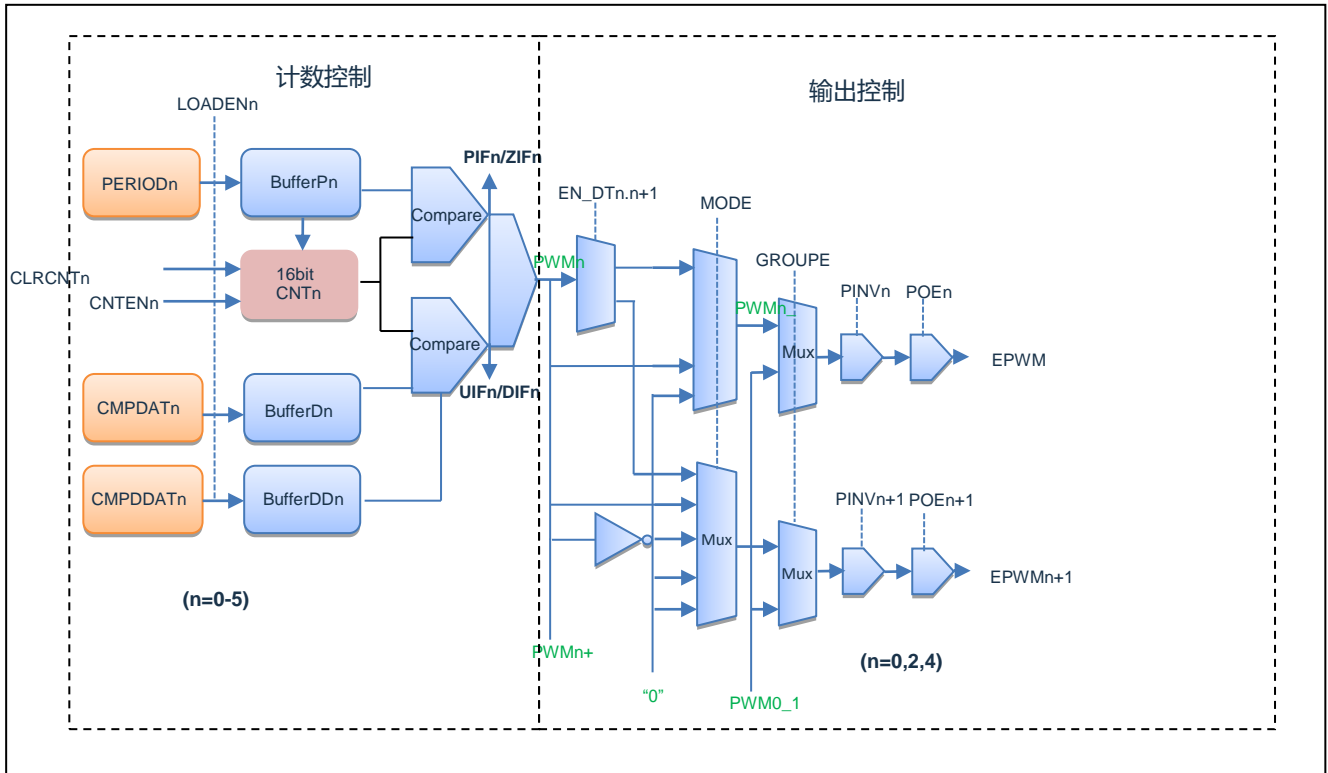 计数控制
输出控制
LOADENn
PERIODn
BufferPn
Compare
PIFn/ZIFn
CLRCNTn
CNTENn
16bit
CNTn
Compare
UIFn/DIFn
CMPDATn
BufferDn
CMPDDATn
BufferDDn
(n=0-5)
PWMn
EN_DTn.n+1
MODE
GROUPE
PWMn_
Mux
PINVn
POEn
EPWM
Mux
Mux
PINVn+1
POEn+1
EPWMn+1
PWMn+
(n=0,2,4)
“0”
PWM0_1